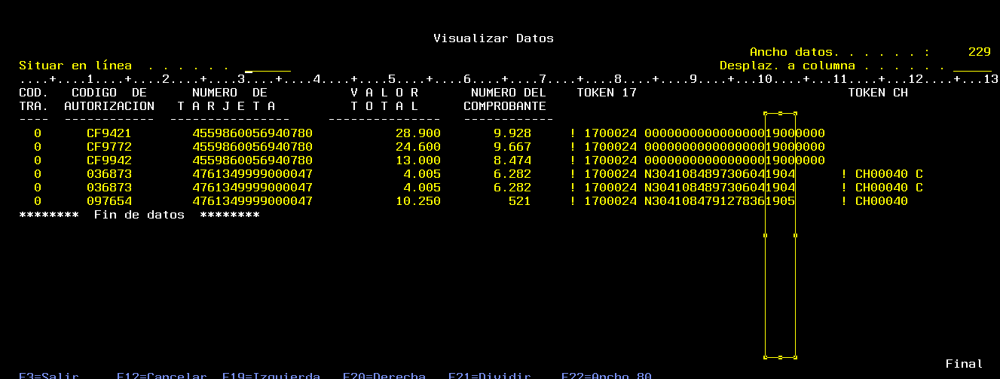 Visualizar Datos
Ancho datos. . . . . . : 229
Situar en línea . . . . . . ______ Desplaz. a columna . . . . . . _____
....+....1....+....2....+....3....+....4....+....5....+....6....+....7....+....8....+....9....+...10....+...11....+...12....+...13
COD. CODIGO DE NUMERO DE V A L O R NUMERO DEL TOKEN 17 TOKEN CH
TRA. AUTORIZACION T A R J E T A T O T A L COMPROBANTE
---- ------------ ---------------- --------------- ------------
0 CF9421 4559860056940780 28.900 9.928 ! 1700024 000000000000000019000000
0 CF9772 4559860056940780 24.600 9.667 ! 1700024 000000000000000019000000
0 CF9942 4559860056940780 13.000 8.474 ! 1700024 000000000000000019000000
0 036873 4761349999000047 4.005 6.282 ! 1700024 N3041084897306041904 ! CH00040 C
0 036873 4761349999000047 4.005 6.282 ! 1700024 N3041084897306041904 ! CH00040 C
0 097654 4761349999000047 10.250 521 ! 1700024 N3041084791278361905 ! CH00040
******** Fin de datos ********
Final
F3=Salir F12=Cancelar F19=Izquierda F20=Derecha F21=Dividir F22=Ancho 80